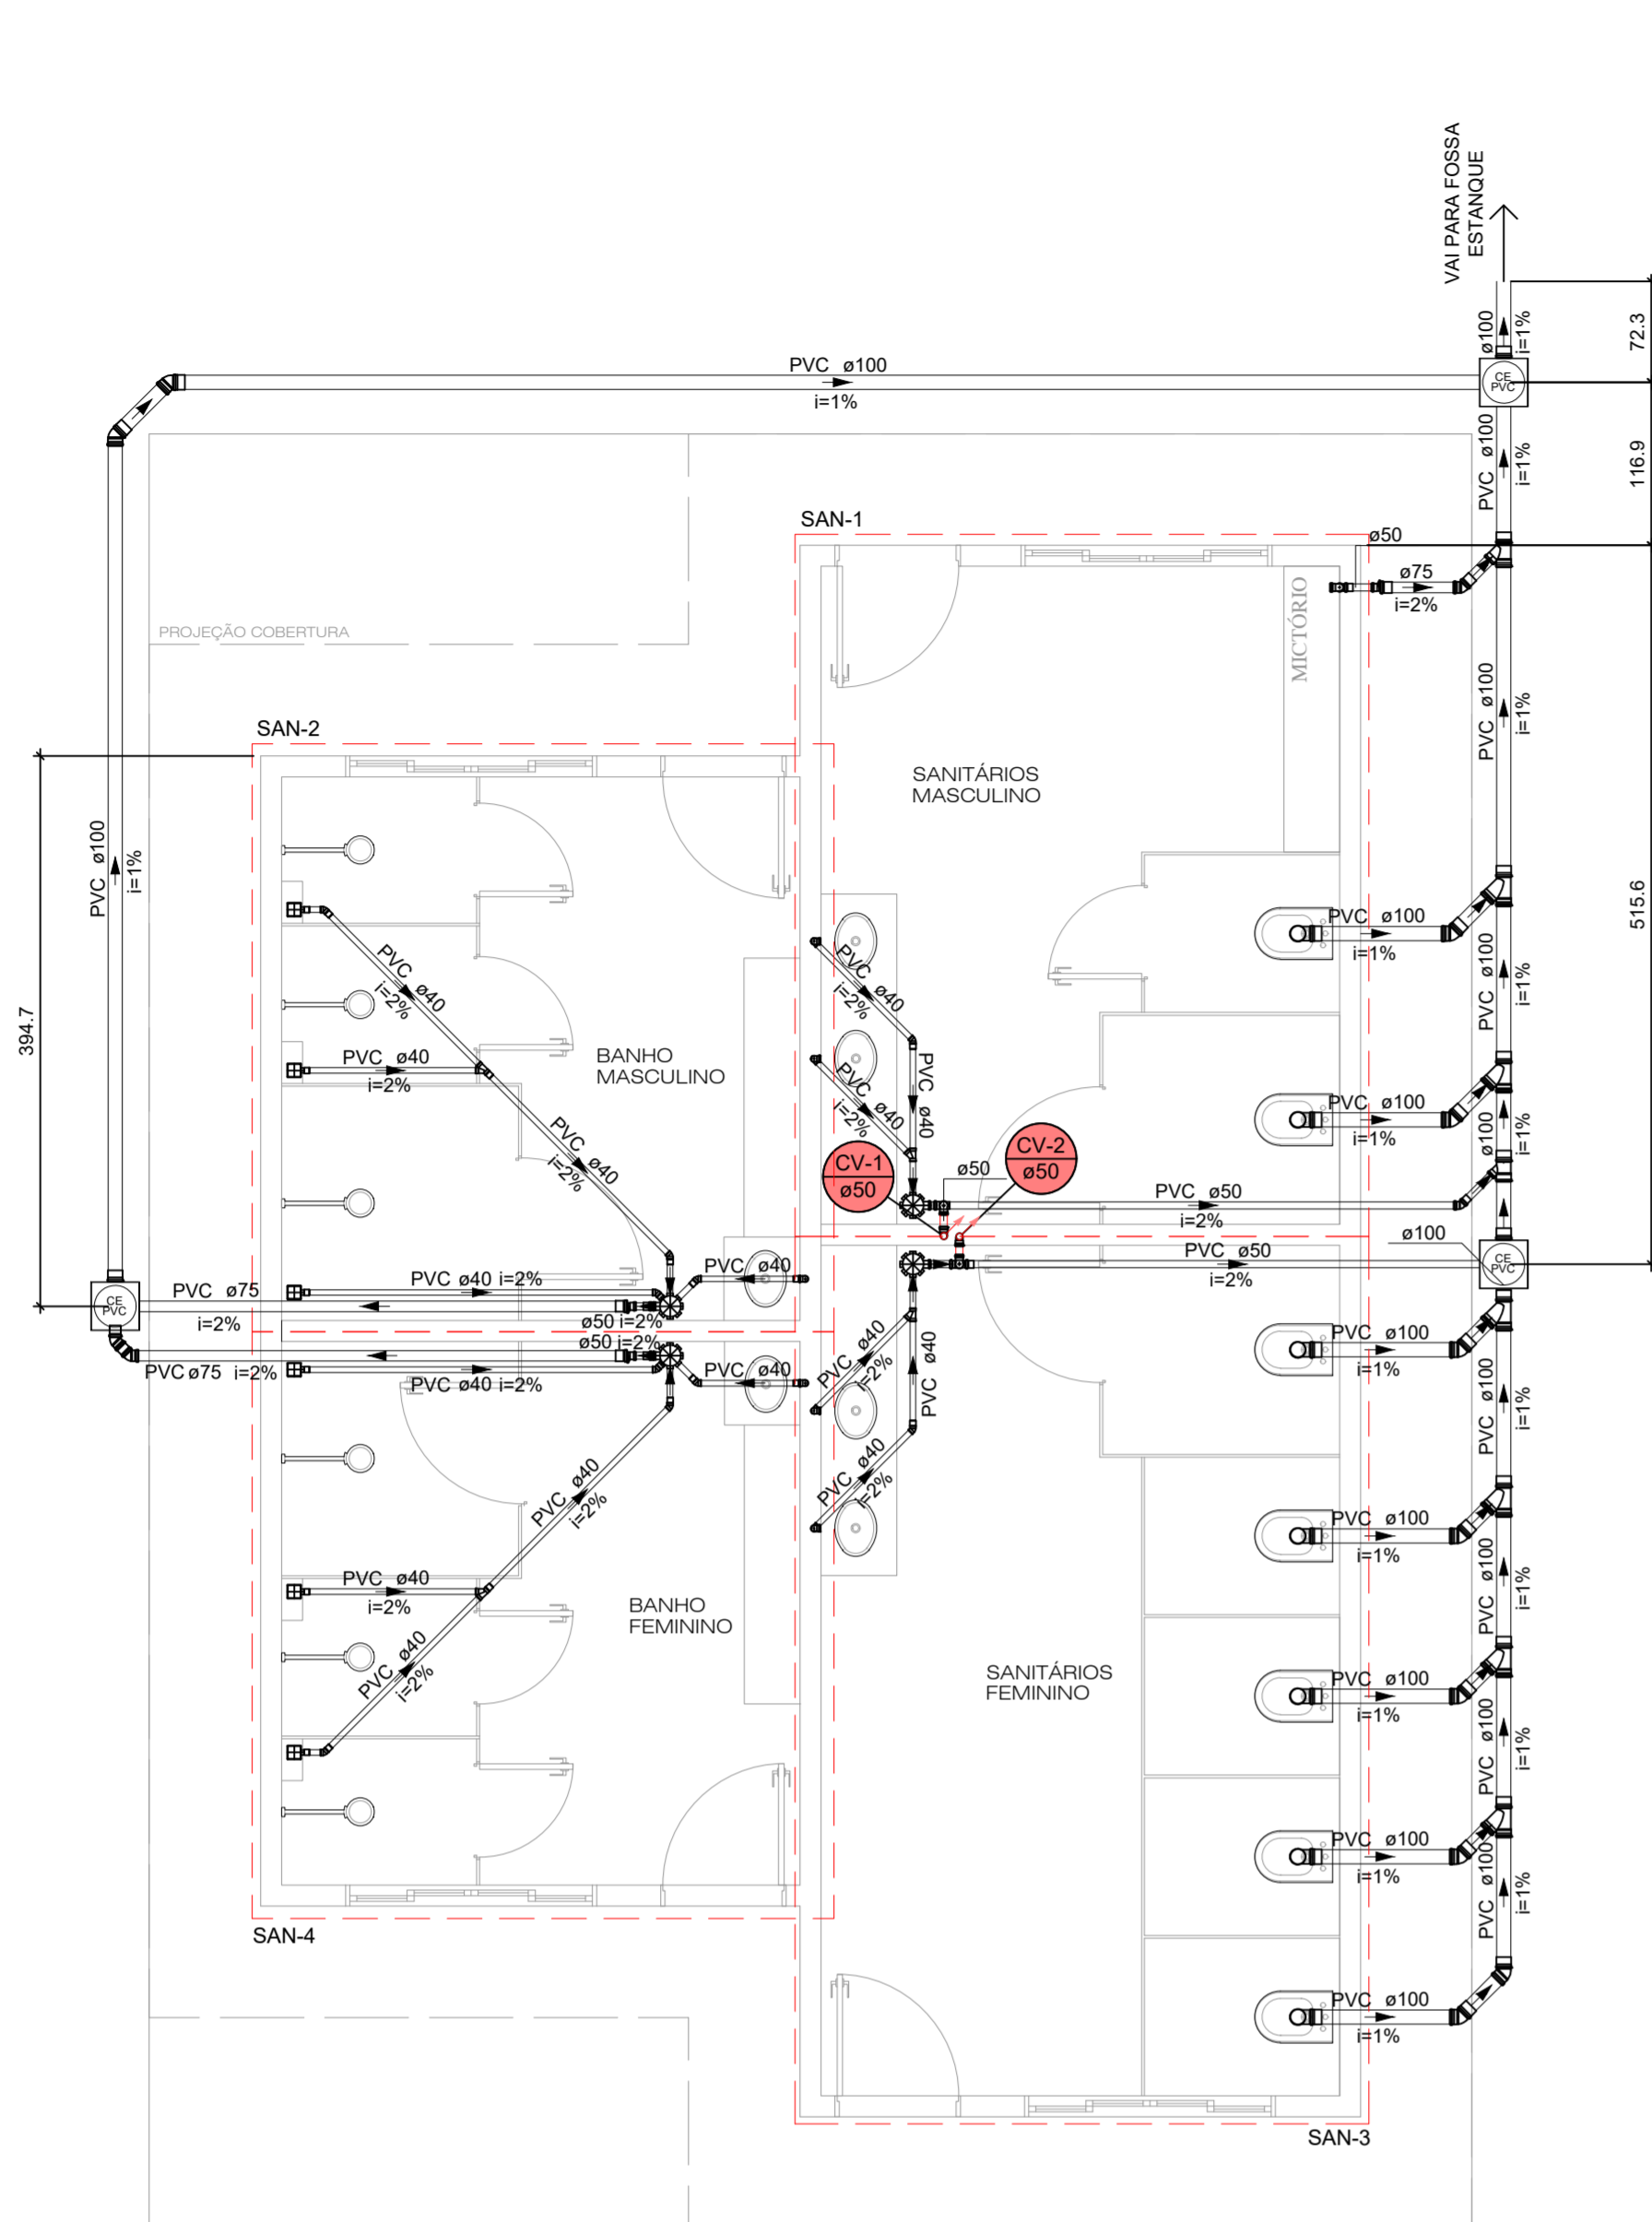 VAI PARA FOSSA
ESTANQUE
ø100
i=1%
72.3
CE
PVC
PVC ø100
i=1%
PVC ø100
i=1%
116.9
SAN-1
ø50
ø75
i=2%
MICTÓRIO
PROJEÇÃO COBERTURA
PVC ø100
i=1%
SAN-2
SANITÁRIOS
MASCULINO
PVC ø100
i=1%
515.6
394.7
PVC ø100
i=1%
PVC ø100
i=1%
PVC ø40
i=2%
PVC ø40
i=2%
PVC ø40
i=2%
BANHO
MASCULINO
PVC ø40
i=2%
PVC ø40
PVC ø100
i=1%
ø100
i=1%
PVC ø40
i=2%
CV-1
ø50
CV-2
ø50
ø50
PVC ø50
i=2%
PVC ø50
i=2%
ø100
CE
PVC
PVC ø40
PVC ø40 i=2%
PVC ø75
i=2%
CE
PVC
ø50 i=2%
ø50 i=2%
PVC ø75 i=2%
PVC ø40 i=2%
PVC ø40
PVC ø40
i=2%
PVC ø40
PVC ø100
i=1%
PVC ø100
i=1%
PVC ø40
i=2%
PVC ø40
i=2%
PVC ø100
i=1%
PVC ø100
i=1%
PVC ø40
i=2%
BANHO
FEMININO
PVC ø40
i=2%
SANITÁRIOS
FEMININO
PVC ø100
i=1%
PVC ø100
i=1%
PVC ø100
i=1%
PVC ø100
i=1%
SAN-4
PVC ø100
i=1%
SAN-3